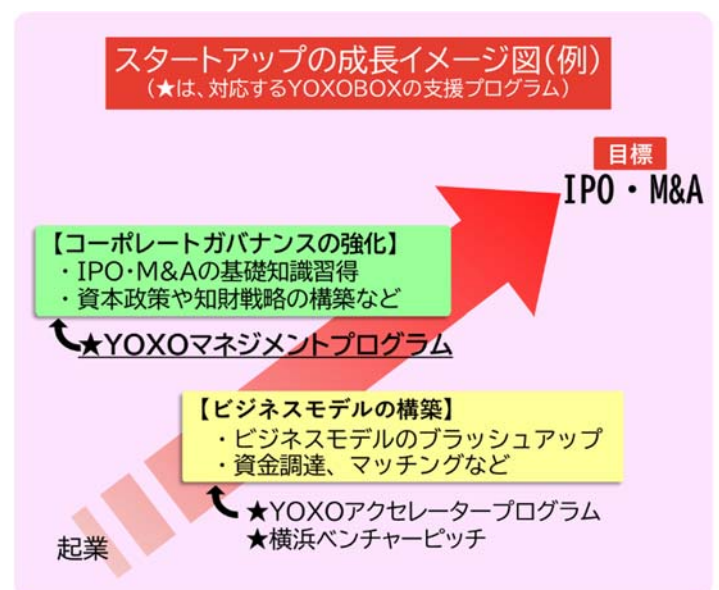 スタートアップの成長イメージ図(例)
(★は、対応するYOXOBOXの支援プログラム)
目標
IPO・M&A
【コーポレートガバナンスの強化】
・IPO・M&Aの基礎知識習得
・資本政策や知財戦略の構築など
★YOXOマネジメントプログラム
【ビジネスモデルの構築】
・ビジネスモデルのブラッシュアップ
・資金調達、マッチングなど
★YOXOアクセレータープログラム
★横浜ベンチャーピッチ
起業